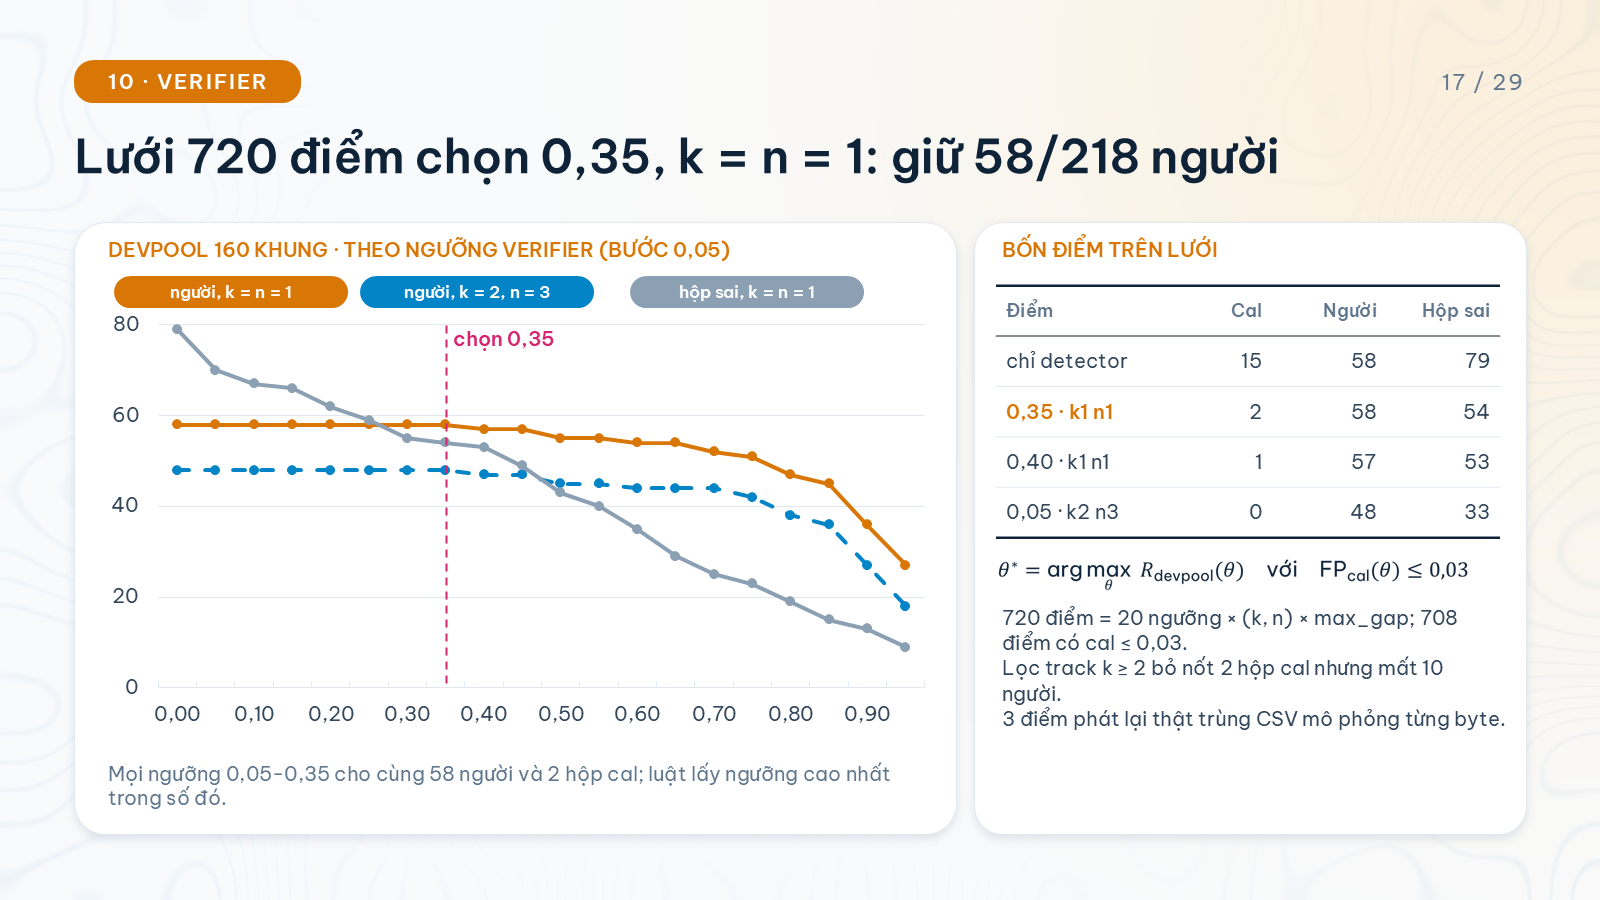 10 · VERIFIER
17 / 29
Lưới 720 điểm chọn 0,35, k = n = 1: giữ 58/218 người
DEVPOOL 160 KHUNG · THEO NGƯỠNG VERIFIER (BƯỚC 0,05)
người, k = n = 1
người, k = 2, n = 3
hộp sai, k = n = 1
chọn 0,35
80
60
40
20
0
0,00 0,10 0,20 0,30 0,40 0,50 0,60 0,70 0,80 0,90
Mọi ngưỡng 0,05–0,35 cho cùng 58 người và 2 hộp cal; luật lấy ngưỡng cao nhất
trong số đó.
BỐN ĐIỂM TRÊN LƯỚI
Điểm Cal Người Hộp sai
chỉ detector 15 58 79
0,35 · k1 n1 2 58 54
0,40 · k1 n1 1 57 53
0,05 · k2 n3 0 48 33
θ* = arg max_θ R_devpool(θ) với FP_cal(θ) ≤ 0,03
720 điểm = 20 ngưỡng × (k, n) × max_gap; 708
điểm có cal ≤ 0,03.
Lọc track k ≥ 2 bỏ nốt 2 hộp cal nhưng mất 10
người.
3 điểm phát lại thật trùng CSV mô phỏng từng byte.